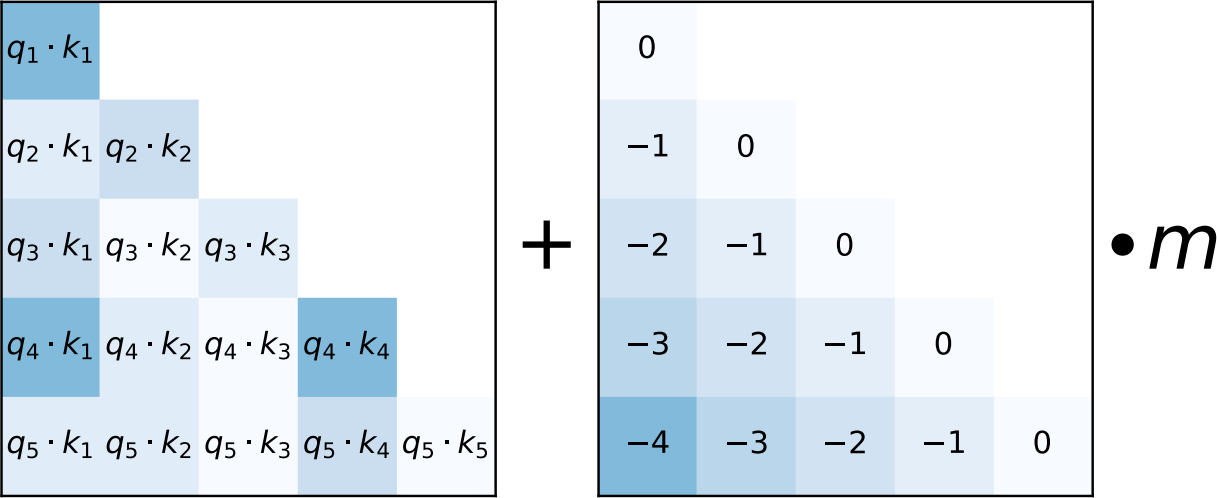 q₁ · k₁ 0
q₂ · k₁ q₂ · k₂ −1 0
q₃ · k₁ q₃ · k₂ q₃ · k₃ + −2 −1 0 • m
q₄ · k₁ q₄ · k₂ q₄ · k₃ q₄ · k₄ −3 −2 −1 0
q₅ · k₁ q₅ · k₂ q₅ · k₃ q₅ · k₄ q₅ · k₅ −4 −3 −2 −1 0